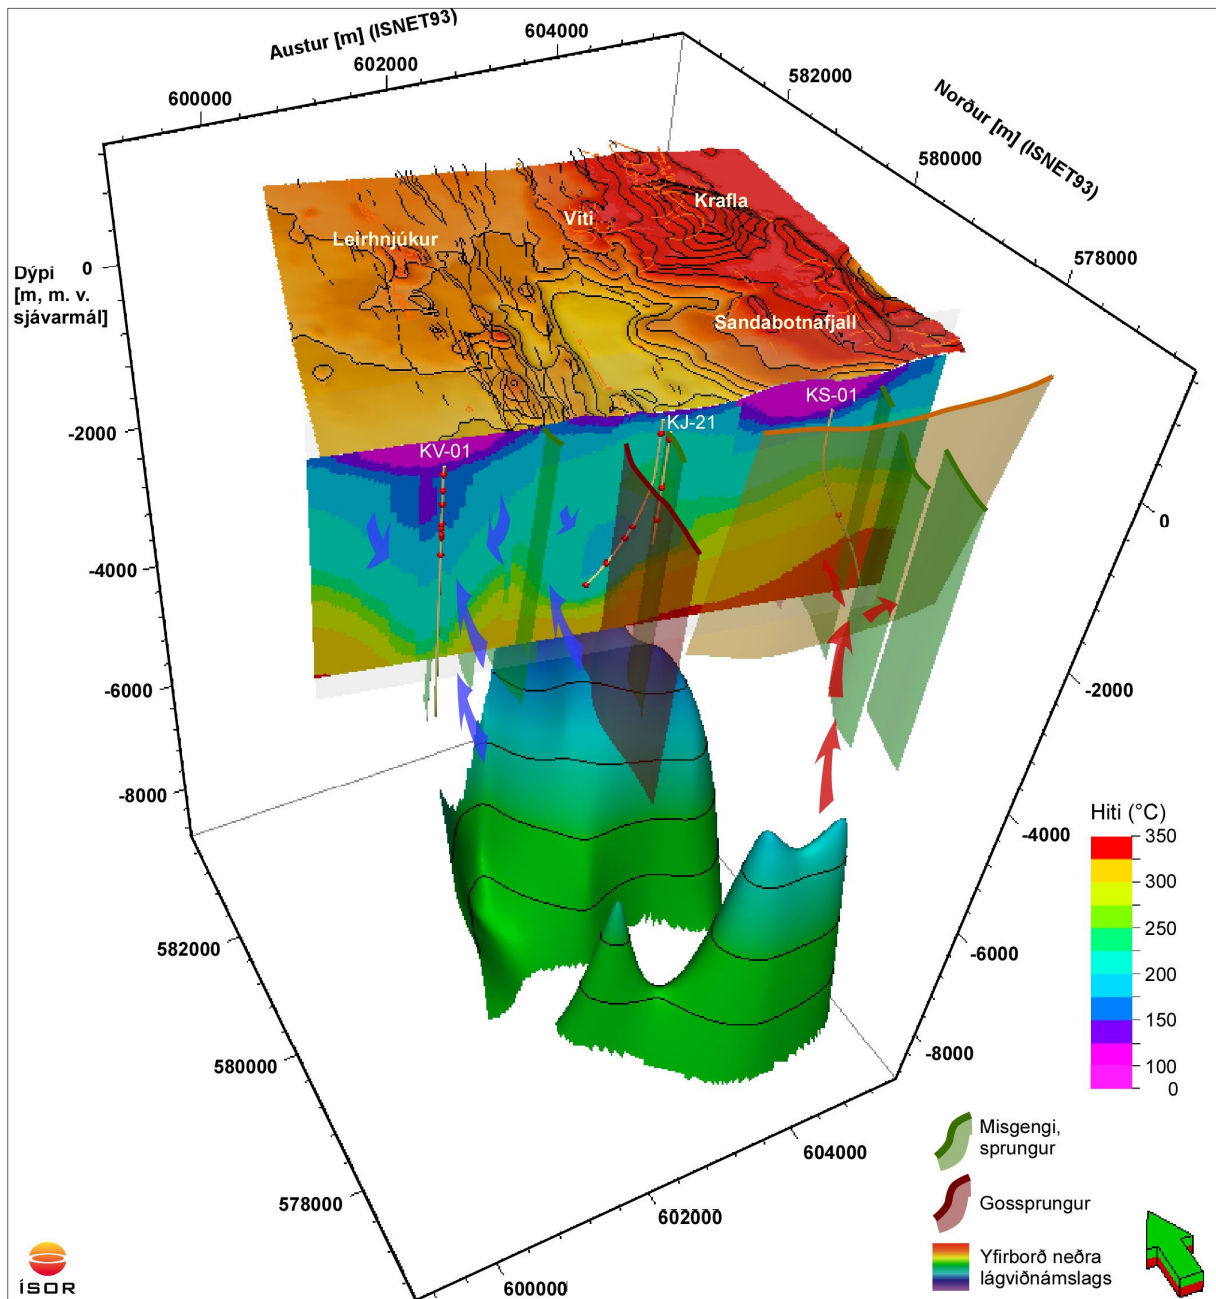 Austur [m] (ISNET93)
600000
602000
604000
Norður [m] (ISNET93)
582000
580000
578000
Dýpi
[m, m. v.
sjávarmál]
0
-2000
-4000
-6000
-8000
Leirhnjúkur
Víti
Krafla
Sandabotnafjall
KV-01
KJ-21
KS-01
0
-2000
-4000
-6000
-8000
582000
580000
578000
600000
602000
604000
Hiti (°C)
350
300
250
200
150
100
0
Misgengi,
sprungur
Gossprungur
Yfirborð neðra
lágviðnámslags
ÍSOR